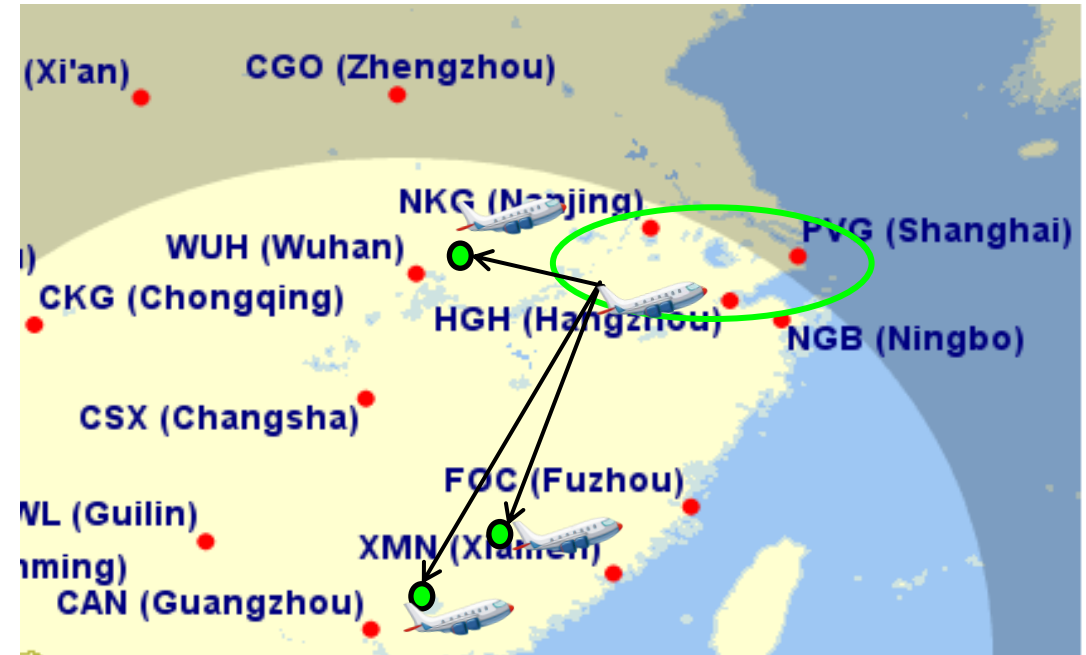 (Xi'an)
CGO (Zhengzhou)
NKG (Nanjing)
PVG (Shanghai)
WUH (Wuhan)
)
CKG (Chongqing)
HGH (Hangzhou)
NGB (Ningbo)
CSX (Changsha)
FOC (Fuzhou)
WL (Guilin)
XMN (Xiamen)
nming)
CAN (Guangzhou)